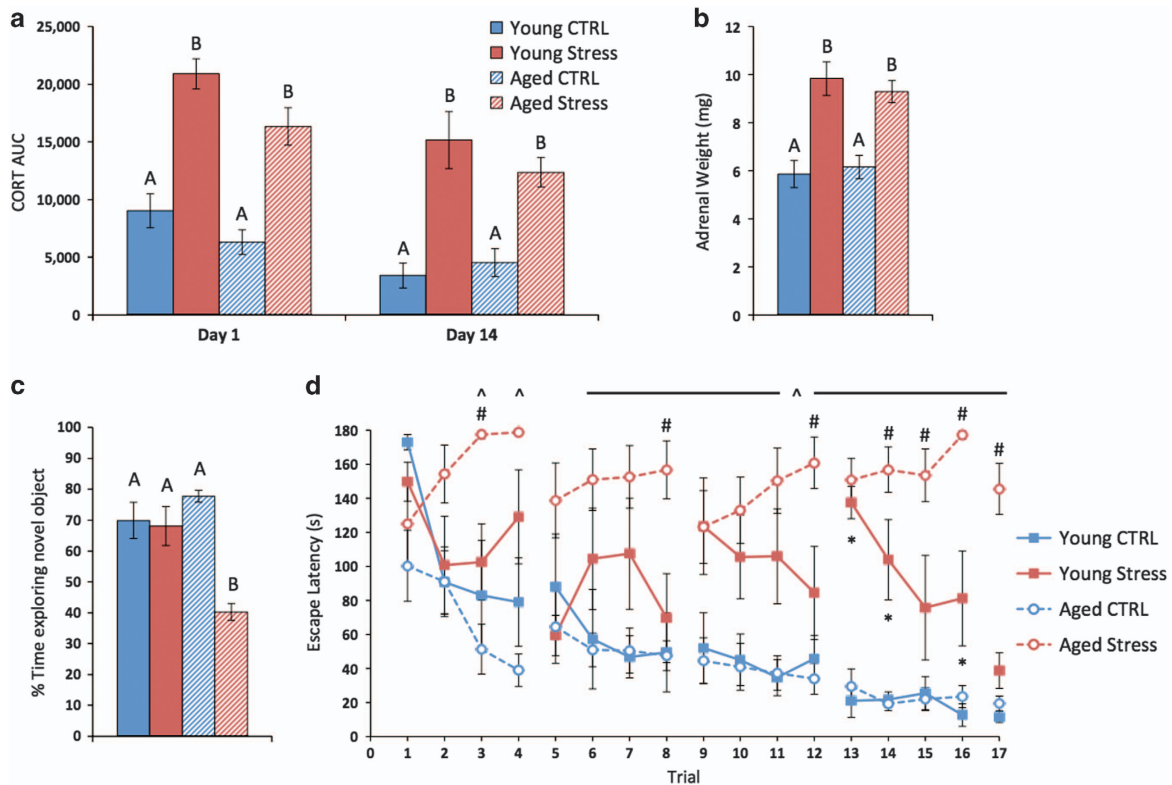 a
25,000
20,000
15,000
10,000
5,000
0
CORT AUC
A
B
A
B
A
B
A
B
Day 1
Day 14
Young CTRL
Young Stress
Aged CTRL
Aged Stress
b
12
10
8
6
4
2
0
Adrenal Weight (mg)
A
B
A
B
c
100
90
80
70
60
50
40
30
20
10
0
% Time exploring novel object
A
A
A
B
d
^ ^ ^
# # # # # # #
180
160
140
120
100
80
60
40
20
0
Escape Latency (s)
* * *
0 1 2 3 4 5 6 7 8 9 10 11 12 13 14 15 16 17
Trial
Young CTRL
Young Stress
Aged CTRL
Aged Stress